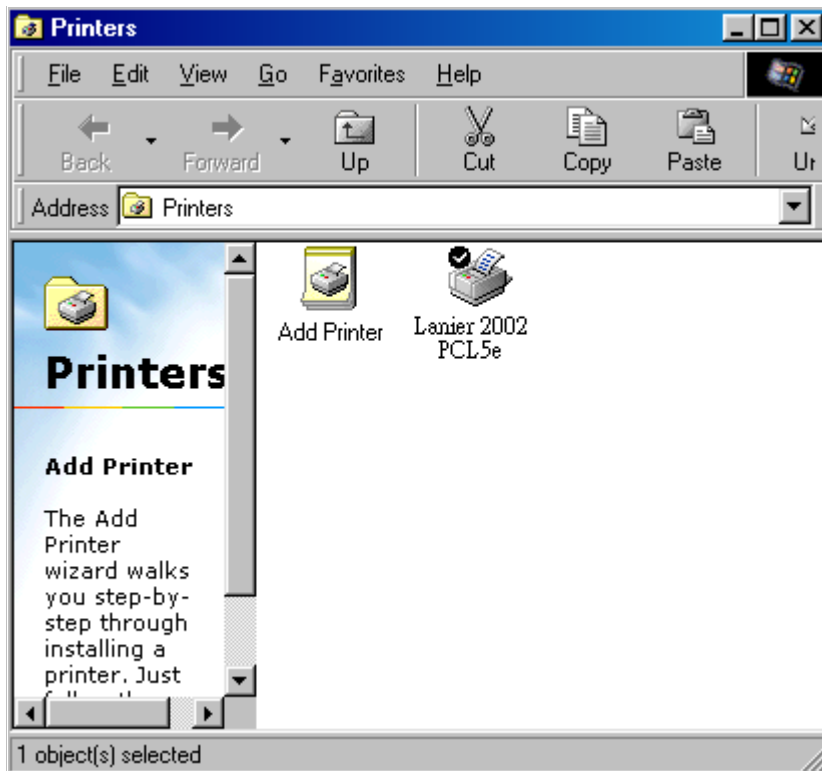 Printers
File Edit View Go Favorites Help
Back Forward Up Cut Copy Paste
Address Printers
Printers
Add Printer
The Add
Printer
wizard walks
you step-by-
step through
installing a
printer. Just
Add Printer
Lanier 2002
PCL5e
1 object(s) selected